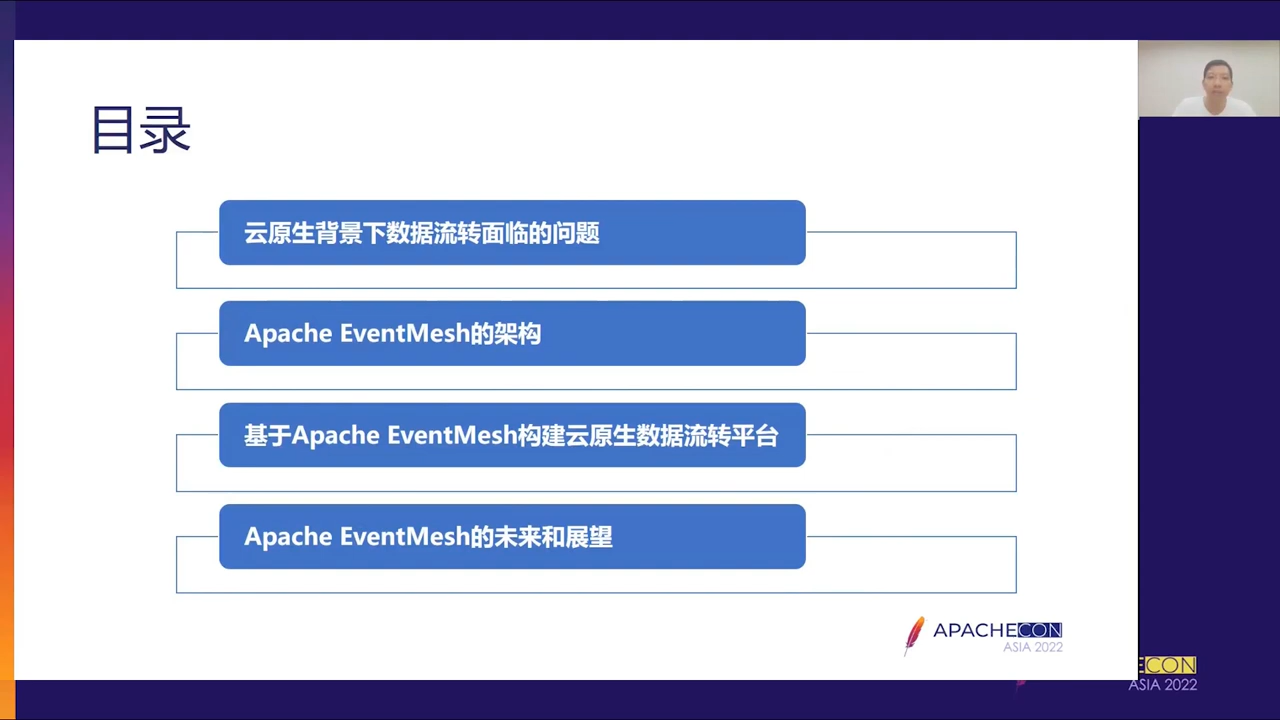 目录
云原生背景下数据流转面临的问题
Apache EventMesh的架构
基于Apache EventMesh构建云原生数据流转平台
Apache EventMesh的未来和展望
APACHECON
ASIA 2022
ECON
ASIA 2022